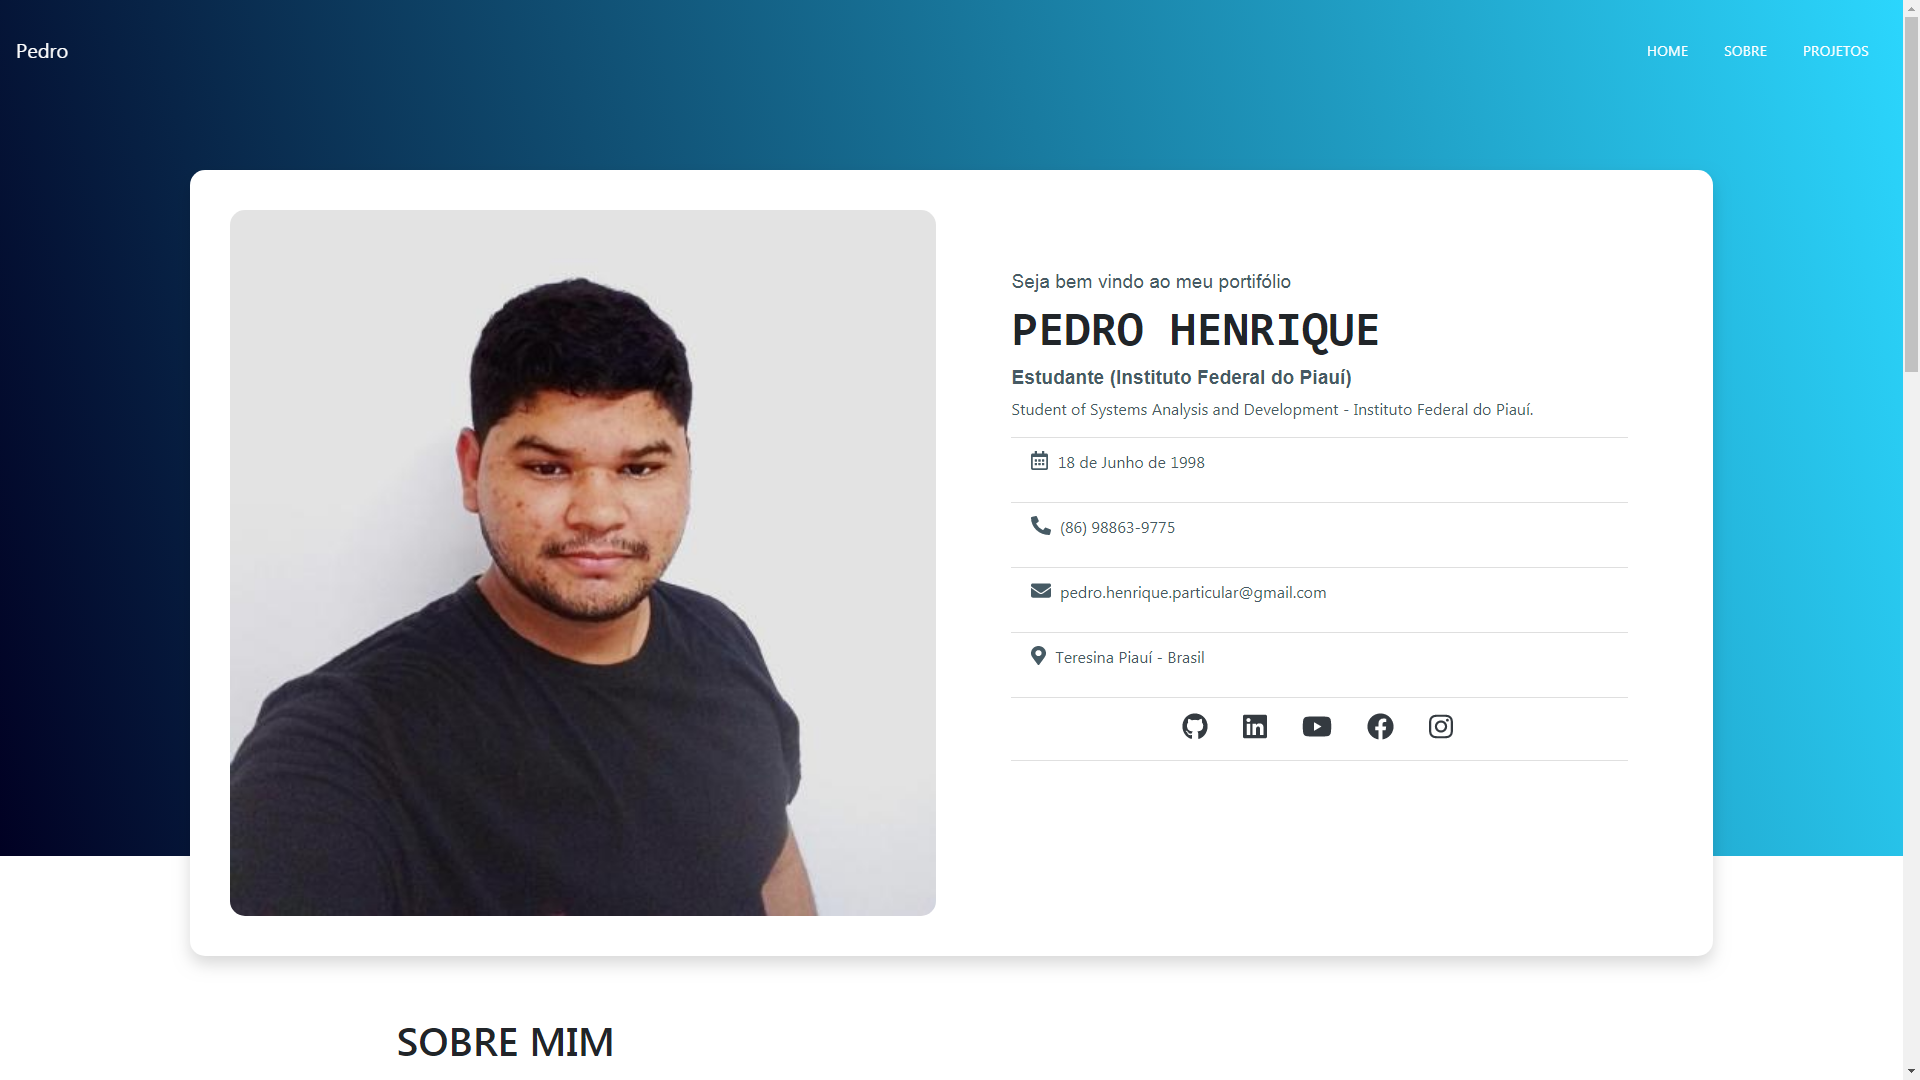 Pedro
HOME SOBRE PROJETOS
Seja bem vindo ao meu portifólio
PEDRO HENRIQUE
Estudante (Instituto Federal do Piauí)
Student of Systems Analysis and Development - Instituto Federal do Piauí.
18 de Junho de 1998
(86) 98863-9775
pedro.henrique.particular@gmail.com
Teresina Piauí - Brasil
SOBRE MIM